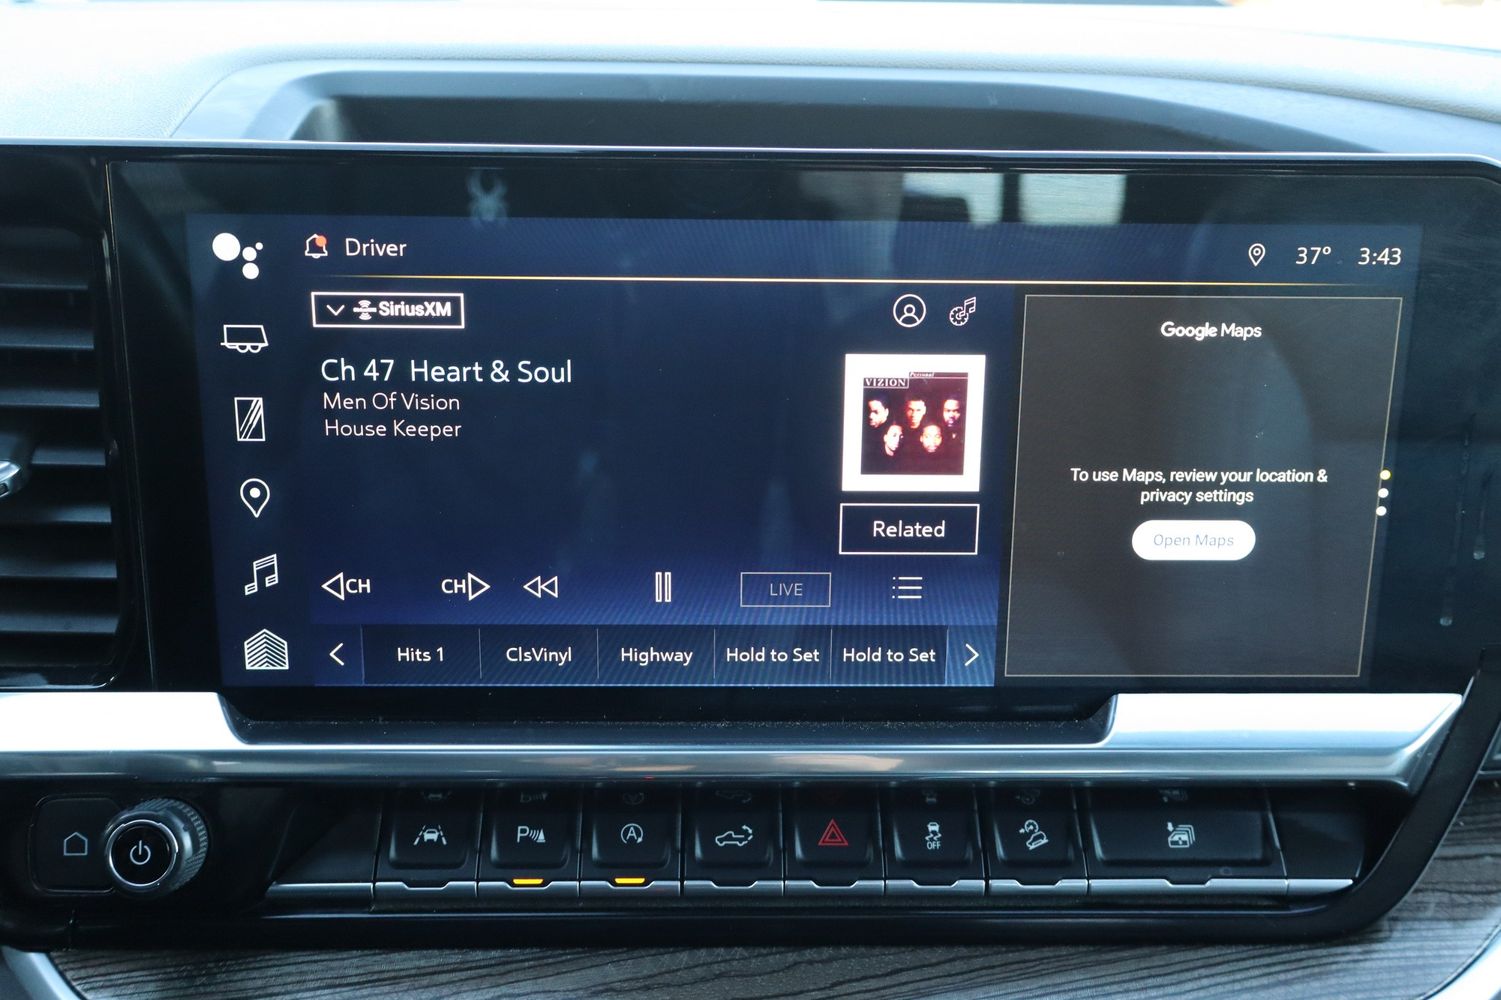 Driver
37° 3:43
SiriusXM
Ch 47 Heart & Soul
Men Of Vision
House Keeper
VIZION
Personal
Related
CH
CH
LIVE
Hits 1
ClsVinyl
Highway
Hold to Set
Hold to Set
Google Maps
To use Maps, review your location &
privacy settings
Open Maps
P
A
OFF